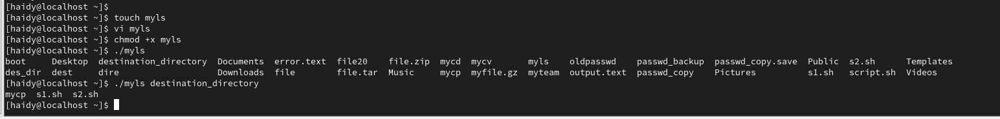 [haidy@localhost ~]$
[haidy@localhost ~]$ touch myls
[haidy@localhost ~]$ vi myls
[haidy@localhost ~]$ chmod +x myls
[haidy@localhost ~]$ ./myls
boot     Desktop  destination_directory  Documents  error.text  file20    file.zip  mycd  mycv       myls    oldpasswd    passwd_backup  passwd_copy.save  Public  s2.sh      Templates
des_dir  dest     dire                   Downloads  file        file.tar  Music     mycp  myfile.gz  myteam  output.text  passwd_copy    Pictures          s1.sh   script.sh  Videos
[haidy@localhost ~]$ ./myls destination_directory
mycp  s1.sh  s2.sh
[haidy@localhost ~]$